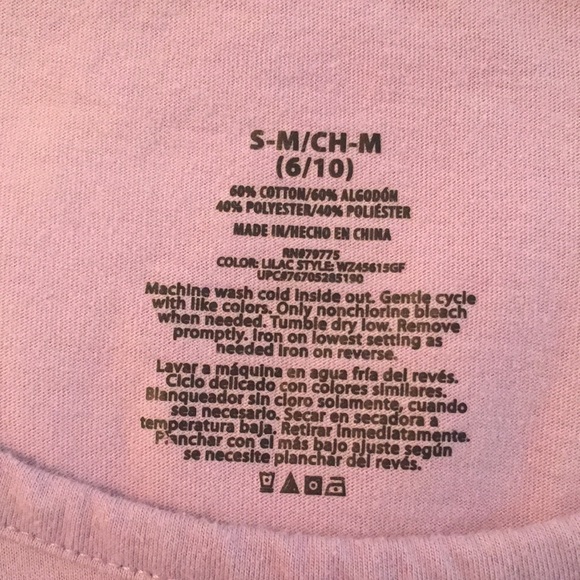 S-M/CH-M
(6/10)
60% COTTON/60% ALGODÓN
40% POLYESTER/40% POLIÉSTER
MADE IN/HECHO EN CHINA
RN#79775
COLOR: LILAC STYLE: WZ45615GF
UPC#76705285190
Machine wash cold inside out. Gentle cycle
with like colors. Only nonchlorine bleach
when needed. Tumble dry low. Remove
promptly. Iron on lowest setting as
needed iron on reverse.
Lavar a máquina en agua fría del revés.
Ciclo delicado con colores similares.
Blanqueador sin cloro solamente, cuando
sea necesario. Secar en secadora a
temperatura baja. Retirar inmediatamente.
Planchar con el más bajo ajuste según
se necesite planchar del revés.